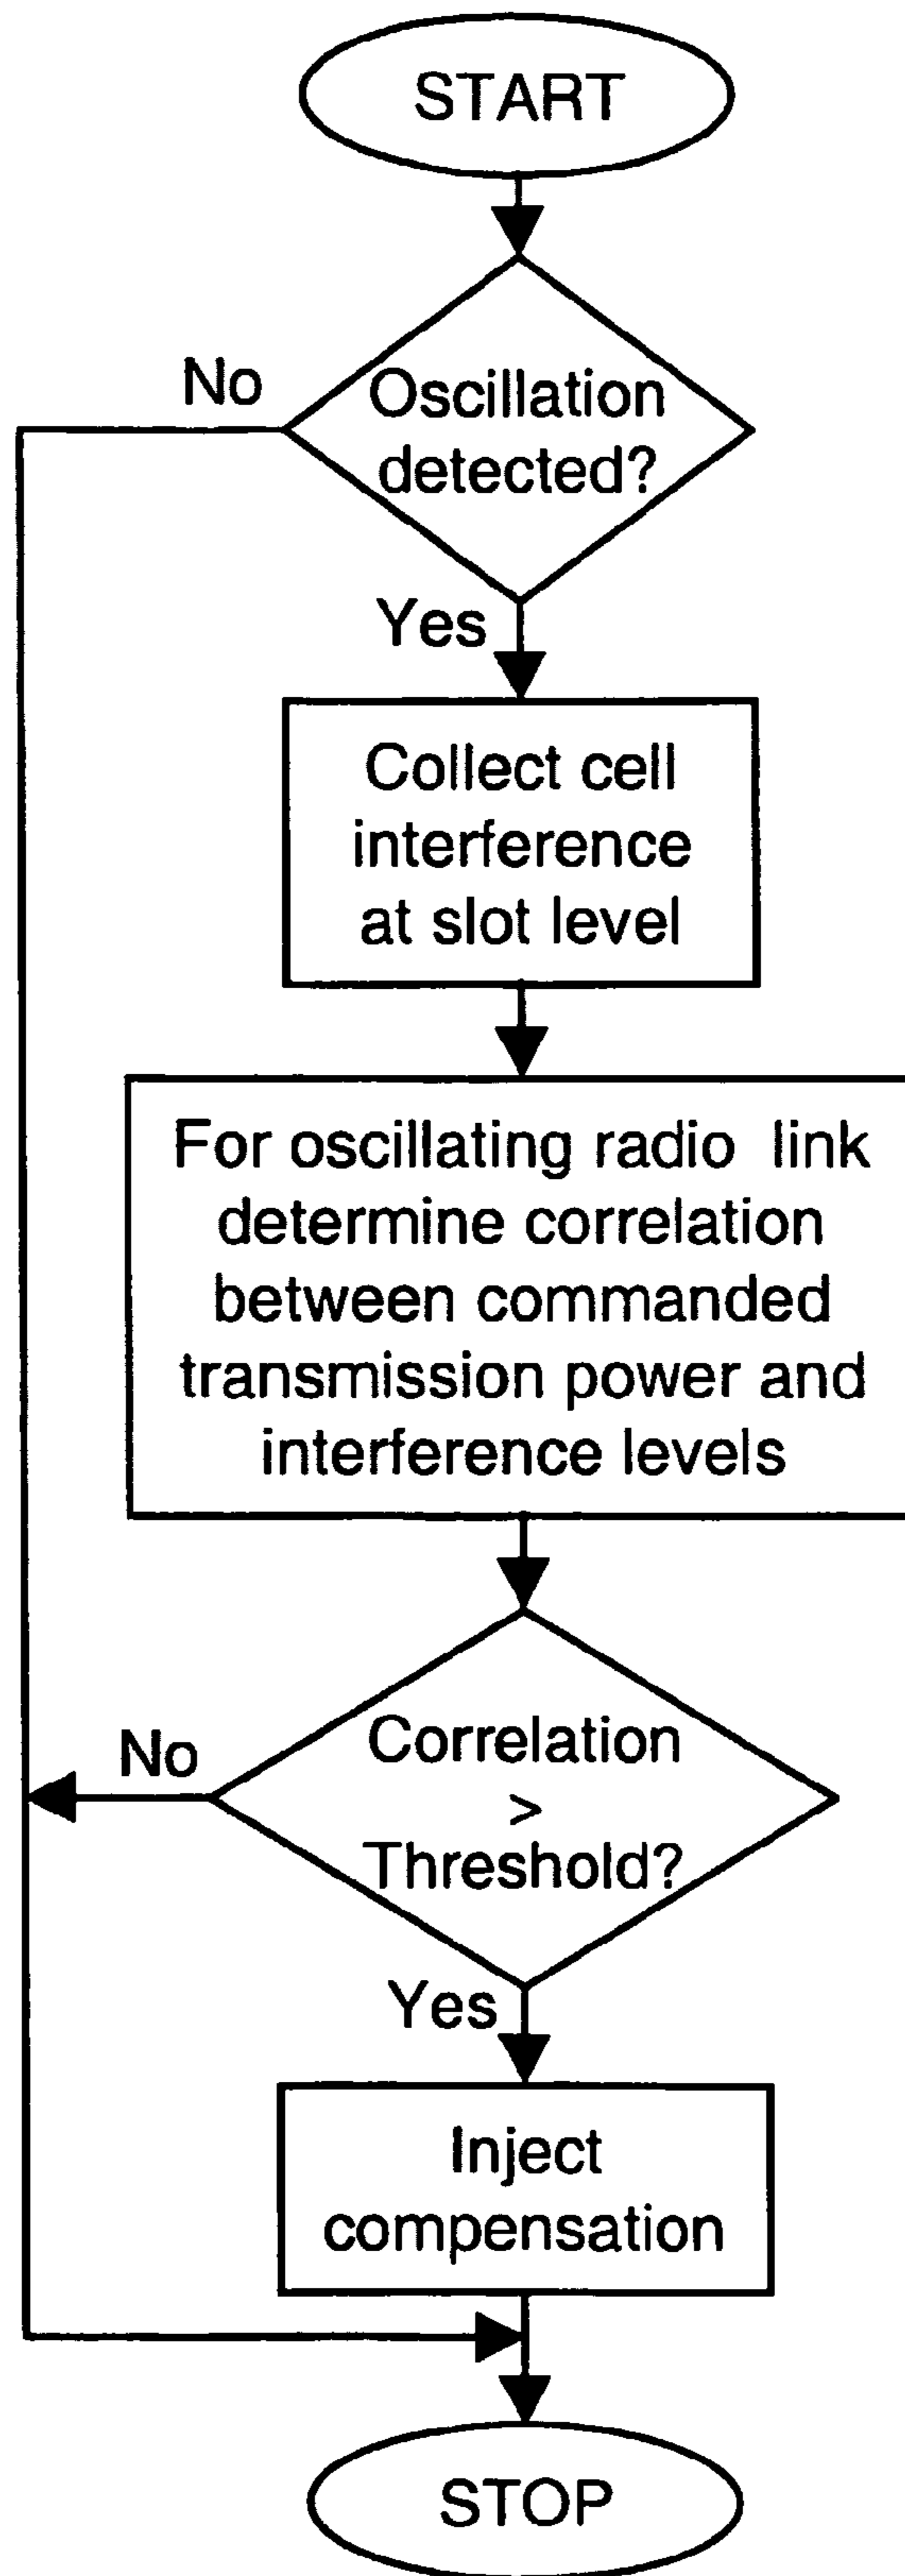 START
No
Oscillation
detected?
Yes
Collect cell
interference
at slot level
For oscillating radio link
determine correlation
between commanded
transmission power and
interference levels
No
Correlation
>
Threshold?
Yes
Inject
compensation
STOP